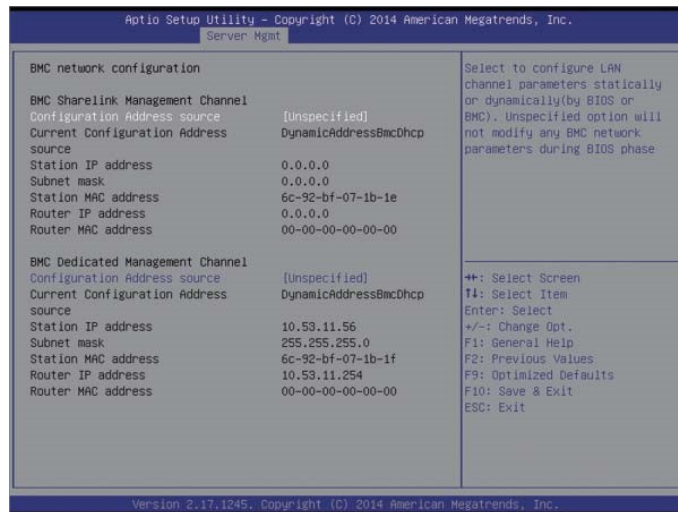 Aptio Setup Utility – Copyright (C) 2014 American Megatrends, Inc.
Server Mgmt
BMC network configuration
BMC Sharelink Management Channel
Configuration Address source [Unspecified]
Current Configuration Address DynamicAddressBmcDhcp
source
Station IP address 0.0.0.0
Subnet mask 0.0.0.0
Station MAC address 6c-92-bf-07-1b-1e
Router IP address 0.0.0.0
Router MAC address 00-00-00-00-00-00
BMC Dedicated Management Channel
Configuration Address source [Unspecified]
Current Configuration Address DynamicAddressBmcDhcp
source
Station IP address 10.53.11.56
Subnet mask 255.255.255.0
Station MAC address 6c-92-bf-07-1b-1f
Router IP address 10.53.11.254
Router MAC address 00-00-00-00-00-00
Select to configure LAN
channel parameters statically
or dynamically(by BIOS or
BMC). Unspecified option will
not modify any BMC network
parameters during BIOS phase
→←: Select Screen
↑↓: Select Item
Enter: Select
+/-: Change Opt.
F1: General Help
F2: Previous Values
F9: Optimized Defaults
F10: Save & Exit
ESC: Exit
Version 2.17.1245. Copyright (C) 2014 American Megatrends, Inc.